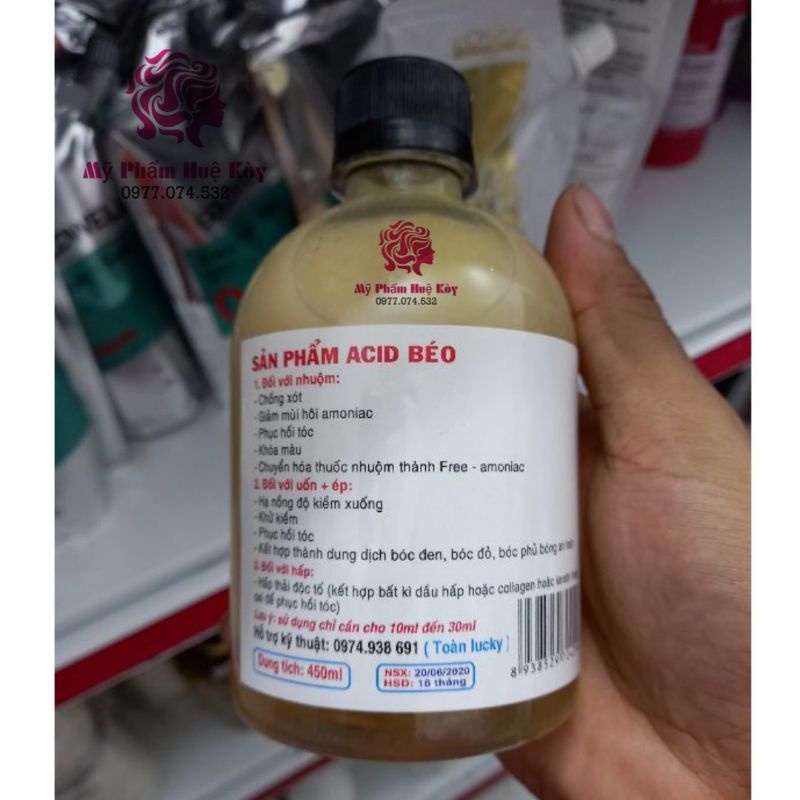 Mỹ Phẩm Huệ Kòy
0977.074.532
Mỹ Phẩm Huệ Kòy
0977.074.532
SẢN PHẨM ACID BÉO
1. Đối với nhuộm:
- Chống xót
- Giảm mùi hôi amoniac
- Phục hồi tóc
- Khóa màu
- Chuyển hóa thuốc nhuộm thành Free - amoniac
2. Đối với uốn + ép:
- Hạ nồng độ kiềm xuống
- Khử kiềm
- Phục hồi tóc
- Kết hợp thành dung dịch bóc đen, bóc đỏ, bóc phủ bóng
3. Đối với hấp:
- Hấp thải độc tố (kết hợp bất kì dầu hấp hoặc collagen hoặc
để phục hồi tóc)
Lưu ý: sử dụng chỉ cần cho 10ml đến 30ml
Hỗ trợ kỹ thuật: 0974.938 691 ( Toàn lucky )
Dung tích: 450ml
NSX: 20/06/2020
HSD: 18 tháng